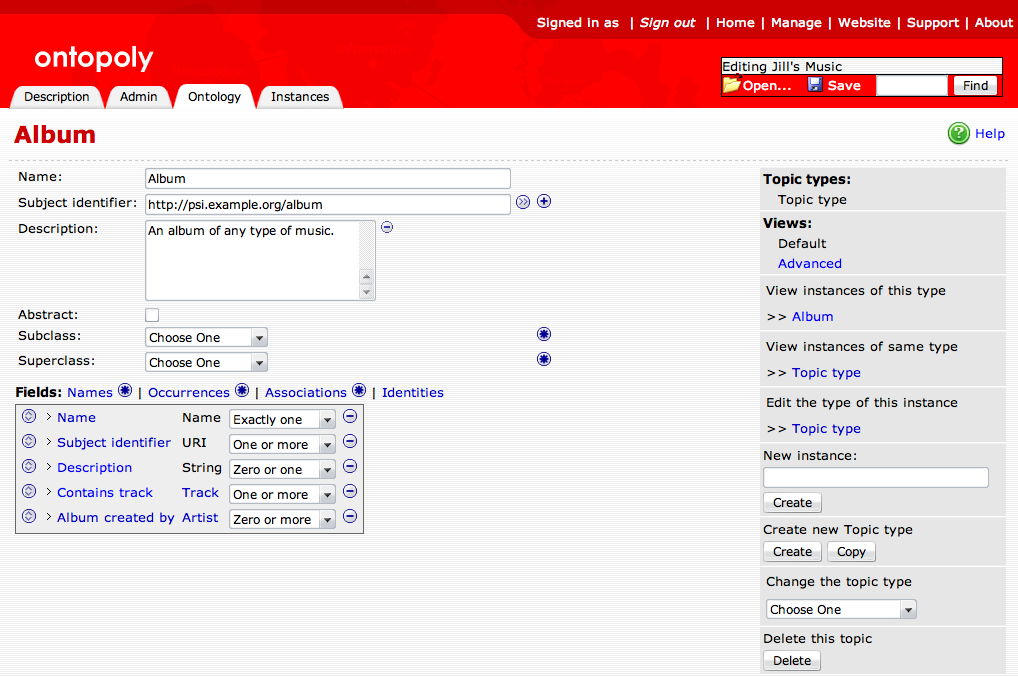 Signed in as | Sign out | Home | Manage | Website | Support | About
ontopoly
Editing Jill's Music
Open... Save Find
Description Admin Ontology Instances
Album
? Help
Name: Album
Subject identifier: http://psi.example.org/album
Description: An album of any type of music.
Abstract:
Subclass: Choose One
Superclass: Choose One
Fields: Names | Occurrences | Associations | Identities
Name Name Exactly one
Subject identifier URI One or more
Description String Zero or one
Contains track Track One or more
Album created by Artist Zero or more
Topic types:
Topic type
Views:
Default
Advanced
View instances of this type
>> Album
View instances of same type
>> Topic type
Edit the type of this instance
>> Topic type
New instance:
Create
Create new Topic type
Create Copy
Change the topic type
Choose One
Delete this topic
Delete